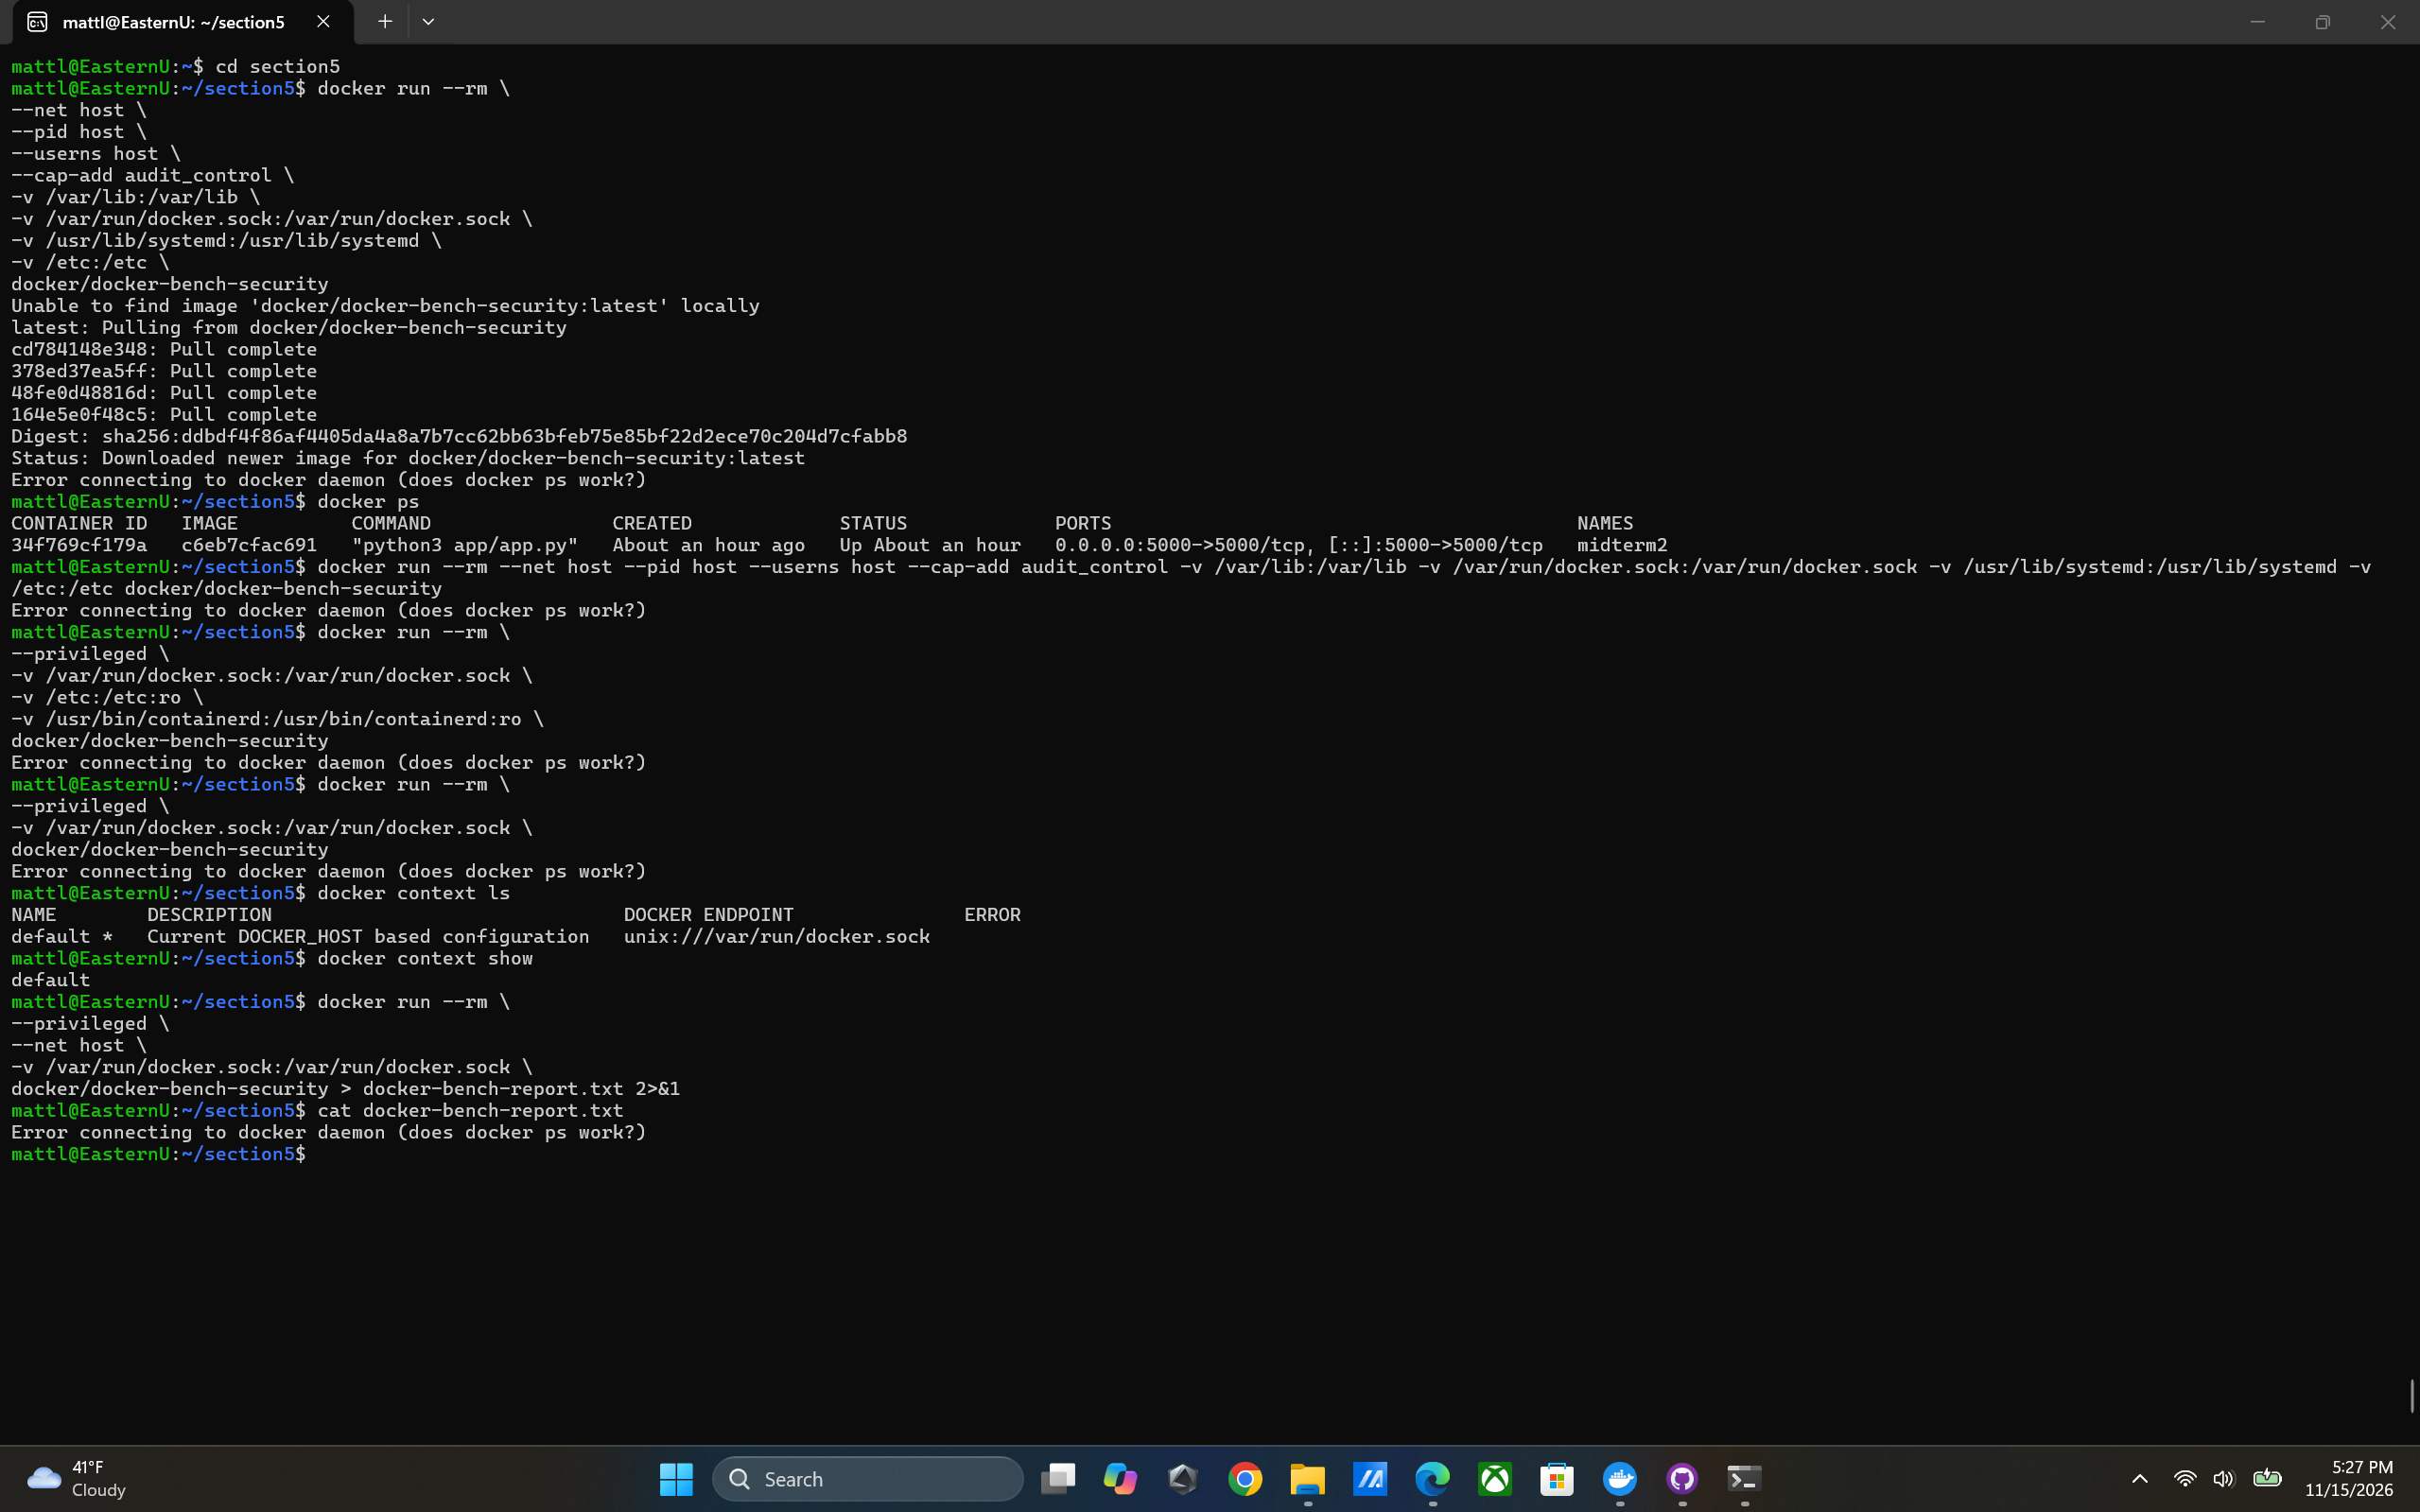 mattl@EasternU: ~/section5
mattl@EasternU:~$ cd section5
mattl@EasternU:~/section5$ docker run --rm \
--net host \
--pid host \
--userns host \
--cap-add audit_control \
-v /var/lib:/var/lib \
-v /var/run/docker.sock:/var/run/docker.sock \
-v /usr/lib/systemd:/usr/lib/systemd \
-v /etc:/etc \
docker/docker-bench-security
Unable to find image 'docker/docker-bench-security:latest' locally
latest: Pulling from docker/docker-bench-security
cd784148e348: Pull complete
378ed37ea5ff: Pull complete
48fe0d48816d: Pull complete
164e5e0f48c5: Pull complete
Digest: sha256:ddbdf4f86af4405da4a8a7b7cc62bb63bfeb75e85bf22d2ece70c204d7cfabb8
Status: Downloaded newer image for docker/docker-bench-security:latest
Error connecting to docker daemon (does docker ps work?)
mattl@EasternU:~/section5$ docker ps
CONTAINER ID   IMAGE          COMMAND                CREATED             STATUS             PORTS                                         NAMES
34f769cf179a   c6eb7cfac691   "python3 app/app.py"   About an hour ago   Up About an hour   0.0.0.0:5000->5000/tcp, [::]:5000->5000/tcp   midterm2
mattl@EasternU:~/section5$ docker run --rm --net host --pid host --userns host --cap-add audit_control -v /var/lib:/var/lib -v /var/run/docker.sock:/var/run/docker.sock -v /usr/lib/systemd:/usr/lib/systemd -v
/etc:/etc docker/docker-bench-security
Error connecting to docker daemon (does docker ps work?)
mattl@EasternU:~/section5$ docker run --rm \
--privileged \
-v /var/run/docker.sock:/var/run/docker.sock \
-v /etc:/etc:ro \
-v /usr/bin/containerd:/usr/bin/containerd:ro \
docker/docker-bench-security
Error connecting to docker daemon (does docker ps work?)
mattl@EasternU:~/section5$ docker run --rm \
--privileged \
-v /var/run/docker.sock:/var/run/docker.sock \
docker/docker-bench-security
Error connecting to docker daemon (does docker ps work?)
mattl@EasternU:~/section5$ docker context ls
NAME        DESCRIPTION                               DOCKER ENDPOINT               ERROR
default *   Current DOCKER_HOST based configuration   unix:///var/run/docker.sock
mattl@EasternU:~/section5$ docker context show
default
mattl@EasternU:~/section5$ docker run --rm \
--privileged \
--net host \
-v /var/run/docker.sock:/var/run/docker.sock \
docker/docker-bench-security > docker-bench-report.txt 2>&1
mattl@EasternU:~/section5$ cat docker-bench-report.txt
Error connecting to docker daemon (does docker ps work?)
mattl@EasternU:~/section5$
41°F
Cloudy
Search
5:27 PM
11/15/2026